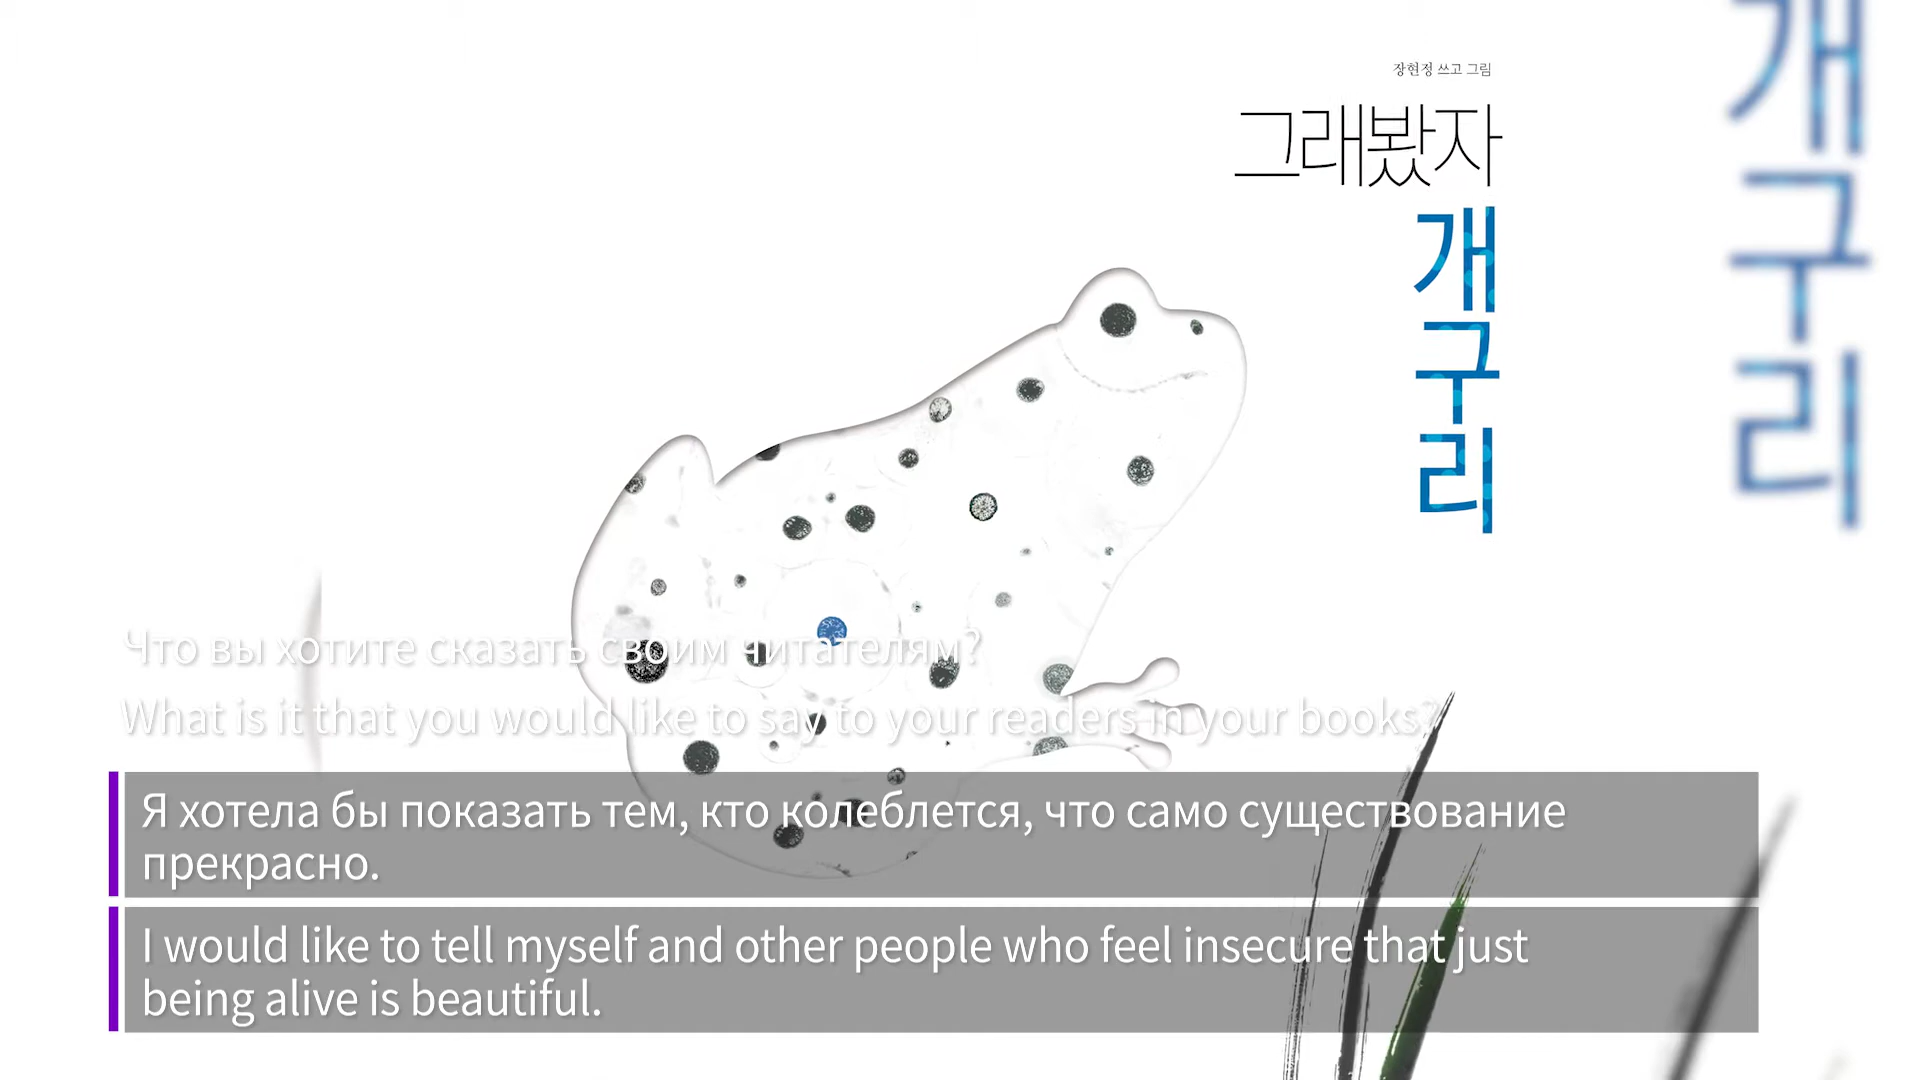 장현정 쓰고 그림
그래봤자
개구리
개구리
Что вы хотите сказать своим читателям?
What is it that you would like to say to your readers in your books?
Я хотела бы показать тем, кто колеблется, что само существование
прекрасно.
I would like to tell myself and other people who feel insecure that just
being alive is beautiful.